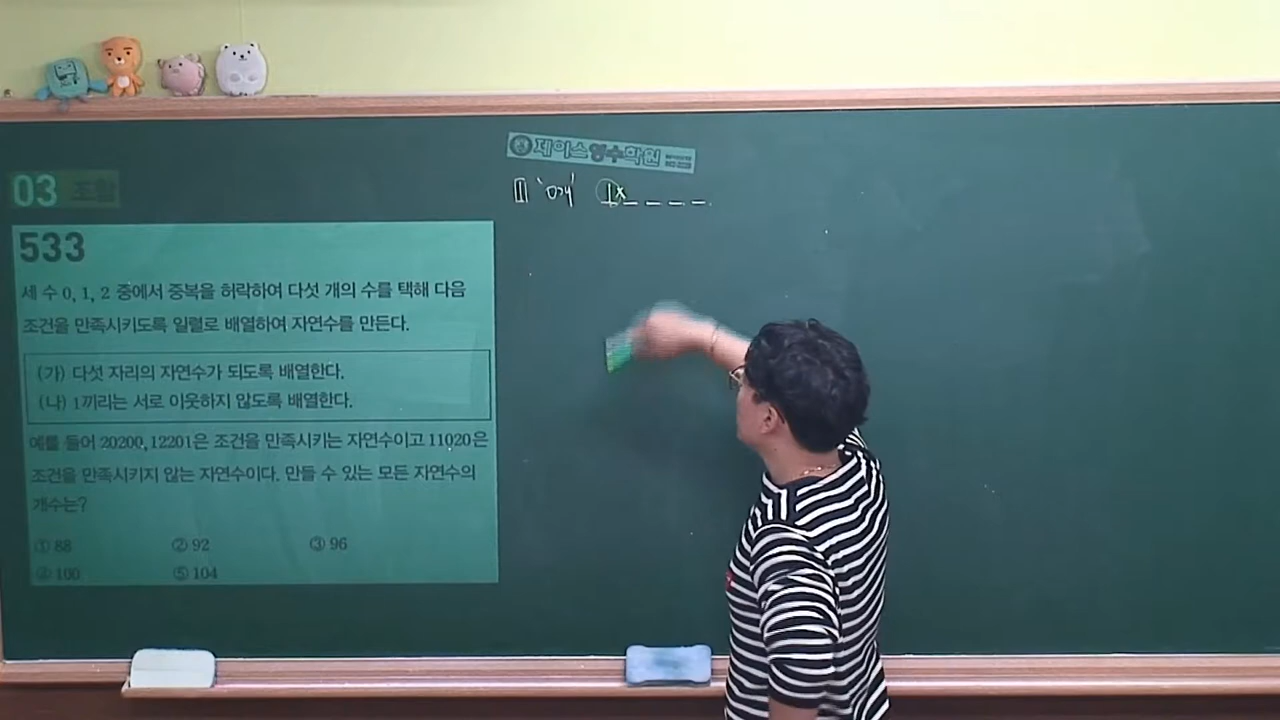 제이스영수학원
03 조합
1 '0개' 1 × _ _ _ _
533
세 수 0, 1, 2 중에서 중복을 허락하여 다섯 개의 수를 택해 다음
조건을 만족시키도록 일렬로 배열하여 자연수를 만든다.
(가) 다섯 자리의 자연수가 되도록 배열한다.
(나) 1끼리는 서로 이웃하지 않도록 배열한다.
예를 들어 20200, 12201은 조건을 만족시키는 자연수이고 11020은
조건을 만족시키지 않는 자연수이다. 만들 수 있는 모든 자연수의
개수는?
① 88 ② 92 ③ 96
④ 100 ⑤ 104